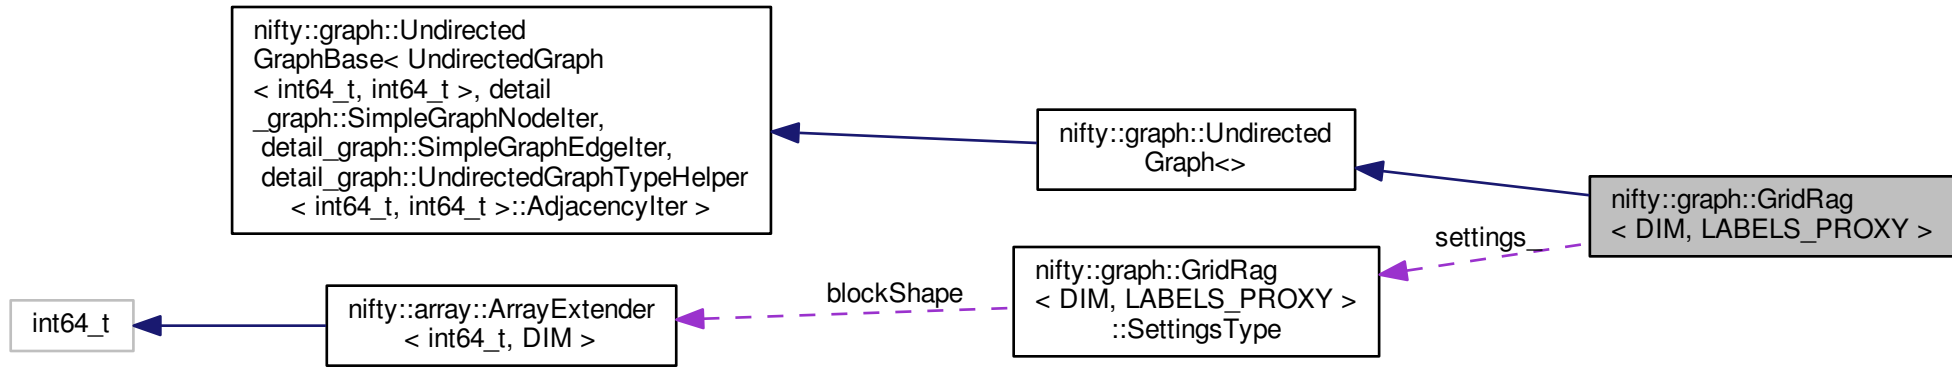 nifty::graph::Undirected
GraphBase< UndirectedGraph
< int64_t, int64_t >, detail
_graph::SimpleGraphNodeIter,
detail_graph::SimpleGraphEdgeIter,
detail_graph::UndirectedGraphTypeHelper
< int64_t, int64_t >::AdjacencyIter >
nifty::graph::Undirected
Graph<>
nifty::graph::GridRag
< DIM, LABELS_PROXY >
settings_
nifty::graph::GridRag
< DIM, LABELS_PROXY >
::SettingsType
blockShape
nifty::array::ArrayExtender
< int64_t, DIM >
int64_t